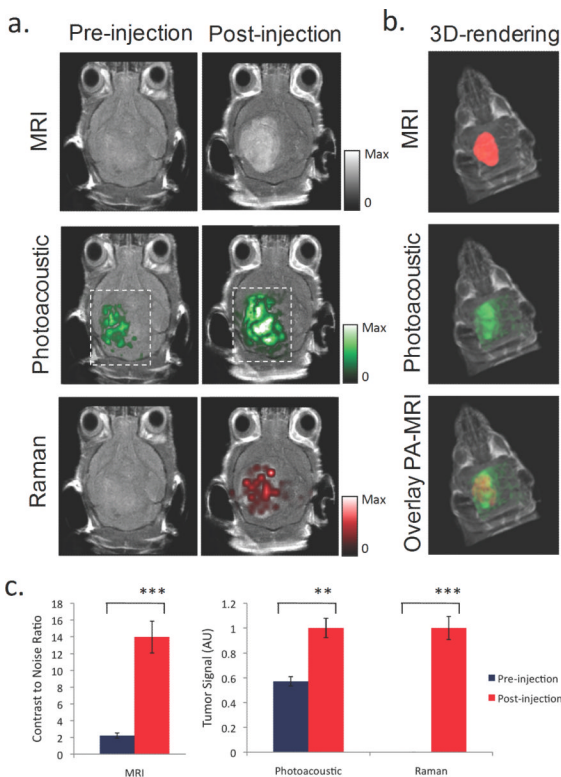 a.
Pre-injection
Post-injection
b.
3D-rendering
MRI
Max
0
MRI
Photoacoustic
Max
0
Photoacoustic
Raman
Max
0
Overlay PA-MRI
c.
Contrast to Noise Ratio
18
16
14
12
10
8
6
4
2
0
***
MRI
Tumor Signal (AU)
1.2
1
0.8
0.6
0.4
0.2
0
**
***
Photoacoustic
Raman
Pre-injection
Post-injection